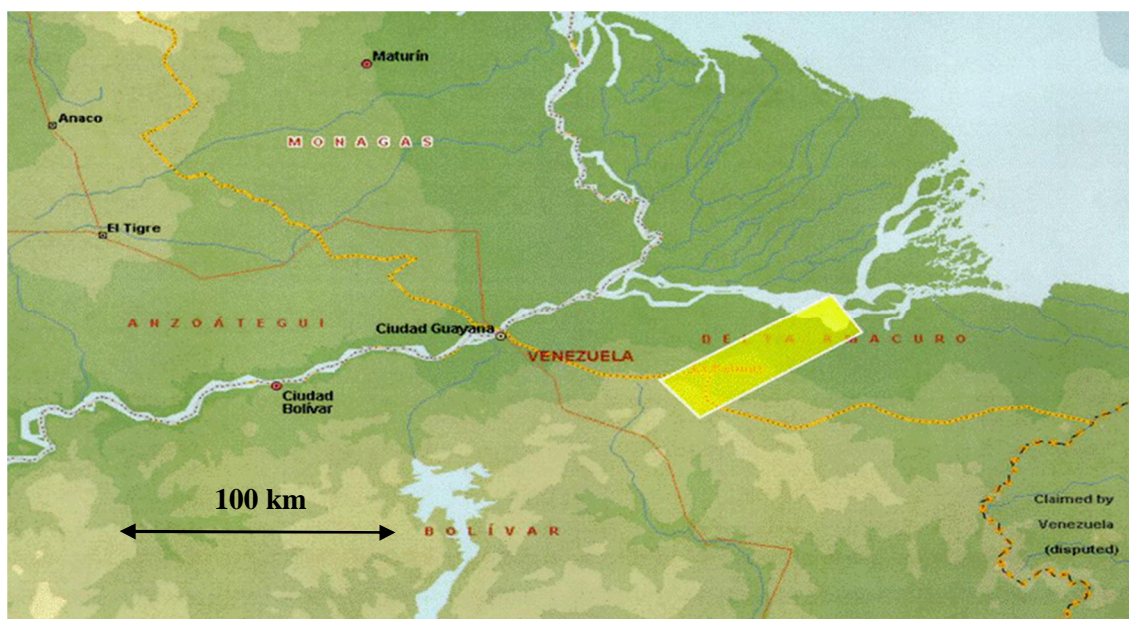 Maturín
Anaco
MONAGAS
El Tigre
ANZOÁTEGUI
Ciudad Guayana
VENEZUELA
DELTA AMACURO
Ciudad
Bolívar
100 km
BOLÍVAR
Claimed by
Venezuela
(disputed)